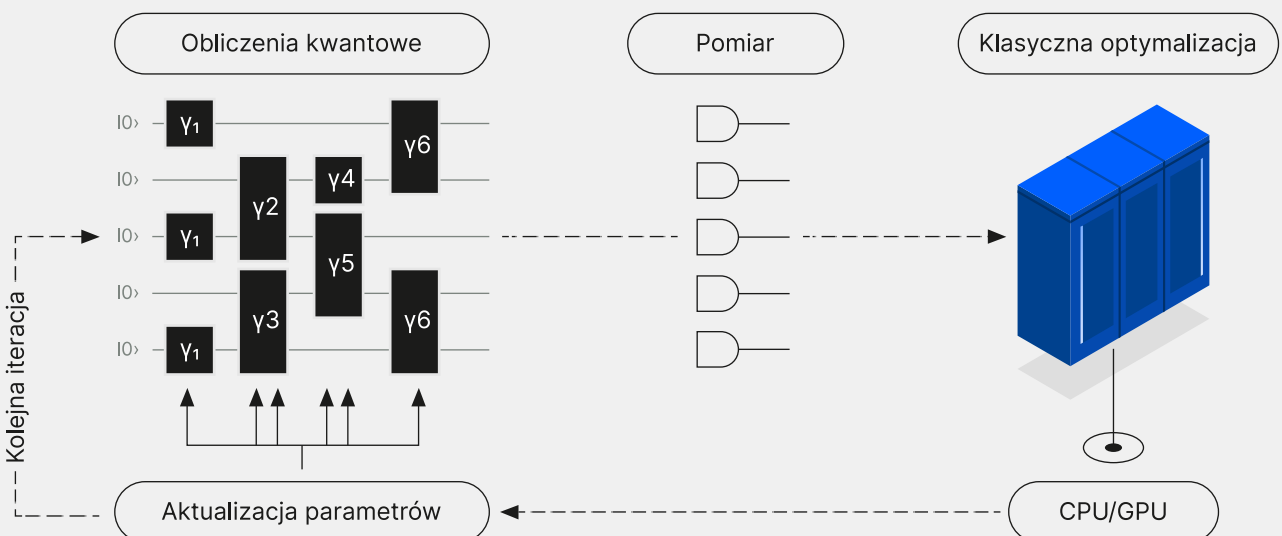 Obliczenia kwantowe
Pomiar
Klasyczna optymalizacja
|0› γ₁ γ6
|0› γ2 γ4
|0› γ₁ γ5
|0› γ3 γ6
|0› γ₁
Kolejna iteracja
Aktualizacja parametrów
CPU/GPU